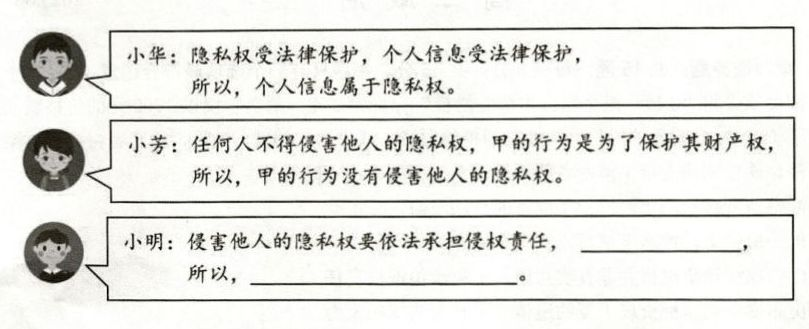 小华：隐私权受法律保护，个人信息受法律保护，
所以，个人信息属于隐私权。
小芳：任何人不得侵害他人的隐私权，甲的行为是为了保护其财产权，
所以，甲的行为没有侵害他人的隐私权。
小明：侵害他人的隐私权要依法承担侵权责任，____________，
所以，____________________。